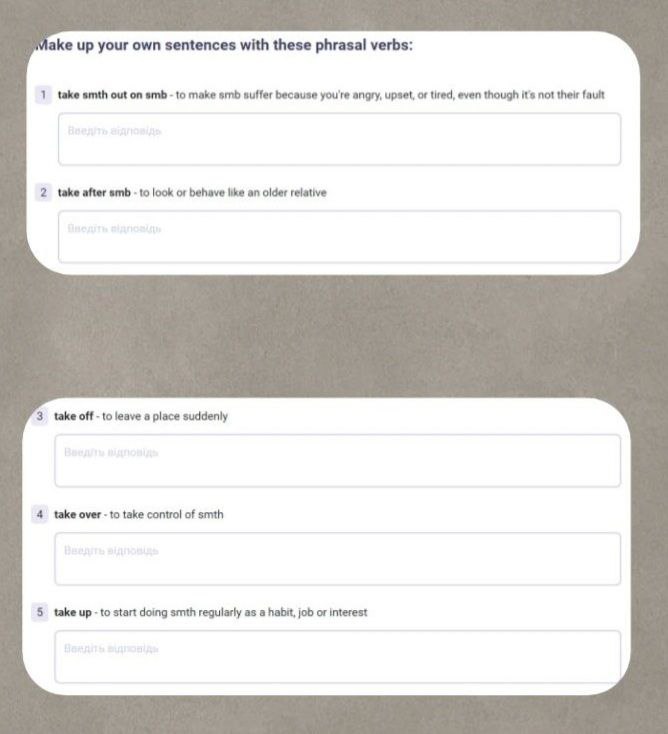 Make up your own sentences with these phrasal verbs:
1 take smth out on smb - to make smb suffer because you're angry, upset, or tired, even though it's not their fault
Введіть відповідь
2 take after smb - to look or behave like an older relative
Введіть відповідь
3 take off - to leave a place suddenly
Введіть відповідь
4 take over - to take control of smth
Введіть відповідь
5 take up - to start doing smth regularly as a habit, job or interest
Введіть відповідь